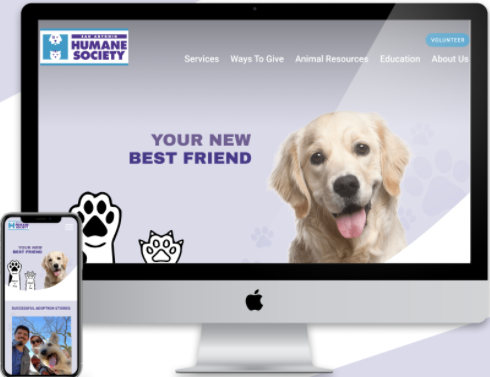 SAN ANTONIO
HUMANE
SOCIETY
VOLUNTEER
Services Ways To Give Animal Resources Education About Us
YOUR NEW
BEST FRIEND
YOUR NEW
BEST FRIEND
SUCCESSFUL ADOPTION STORIES